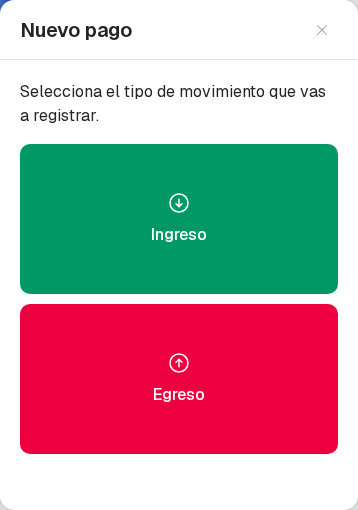 Nuevo pago
Selecciona el tipo de movimiento que vas
a registrar.
Ingreso
Egreso